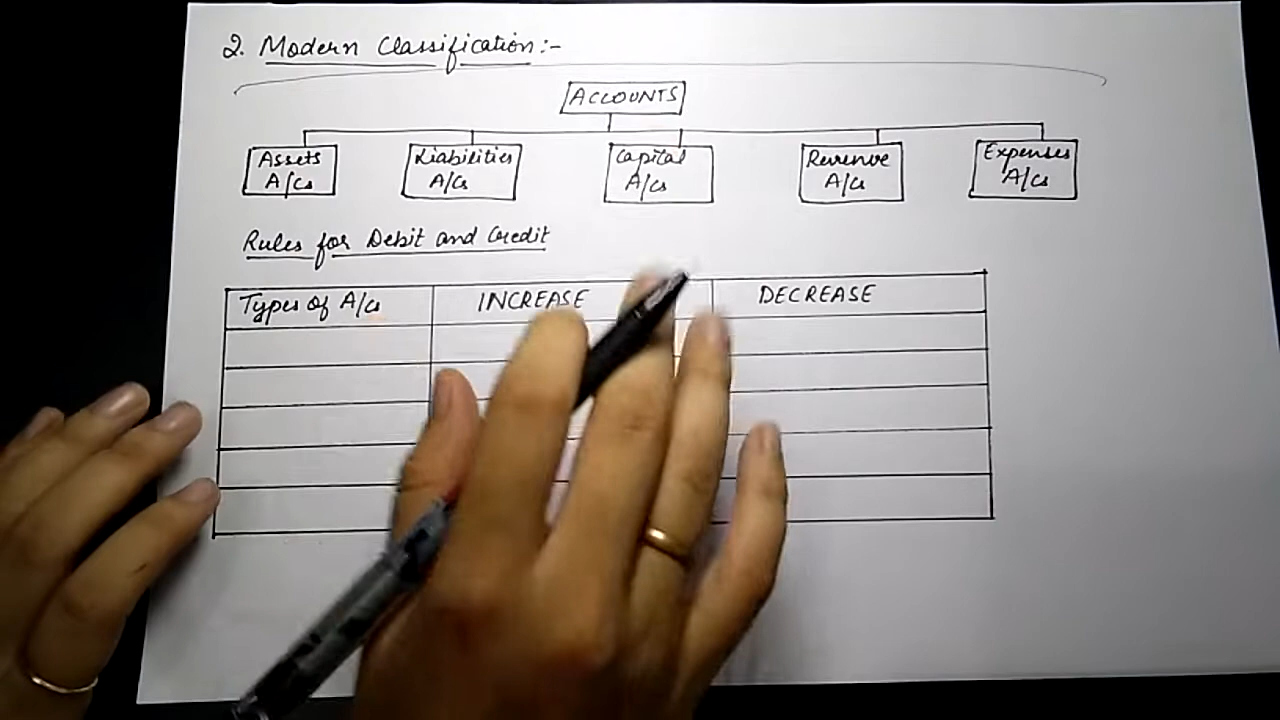 2. Modern Classification:-
ACCOUNTS
Assets A/Cs
Liabilities A/Cs
Capital A/Cs
Revenue A/Cs
Expenses A/Cs
Rules for Debit and Credit
Types of A/cs INCREASE DECREASE